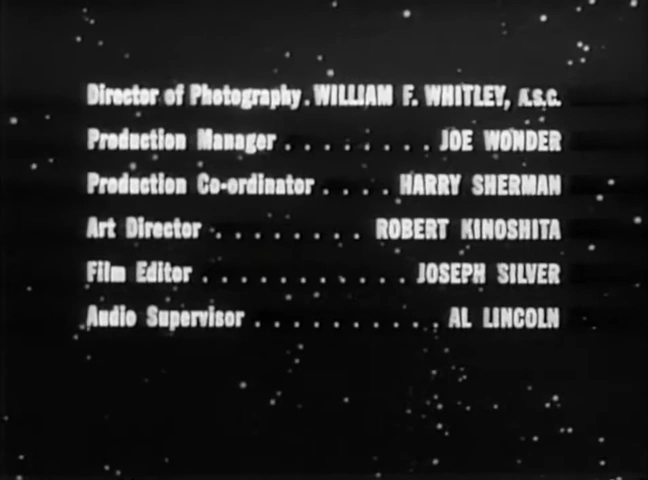 Director of Photography. WILLIAM F. WHITLEY, A.S.C.
Production Manager ........ JOE WONDER
Production Co-ordinator .... HARRY SHERMAN
Art Director ........ ROBERT KINOSHITA
Film Editor ........... JOSEPH SILVER
Audio Supervisor .......... AL LINCOLN